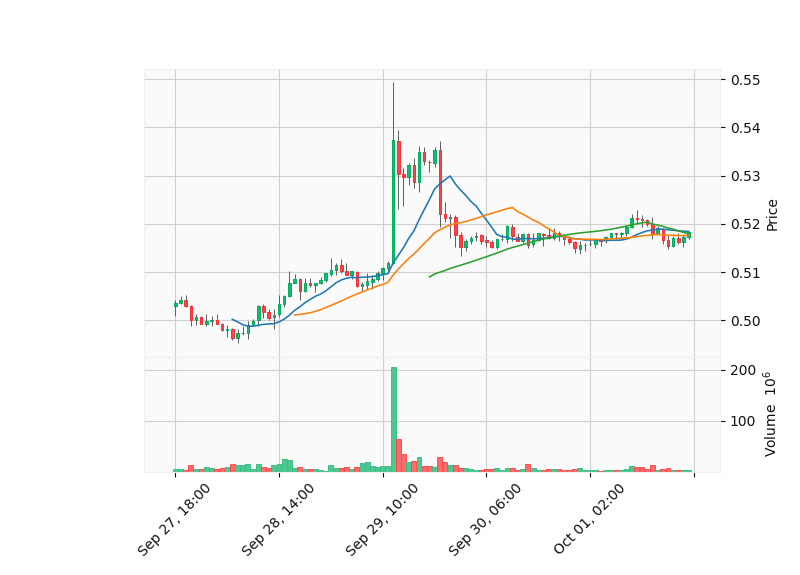 0.55
0.54
0.53
0.52
0.51
0.50
Price
200
100
Volume 10^6
Sep 27, 18:00
Sep 28, 14:00
Sep 29, 10:00
Sep 30, 06:00
Oct 01, 02:00